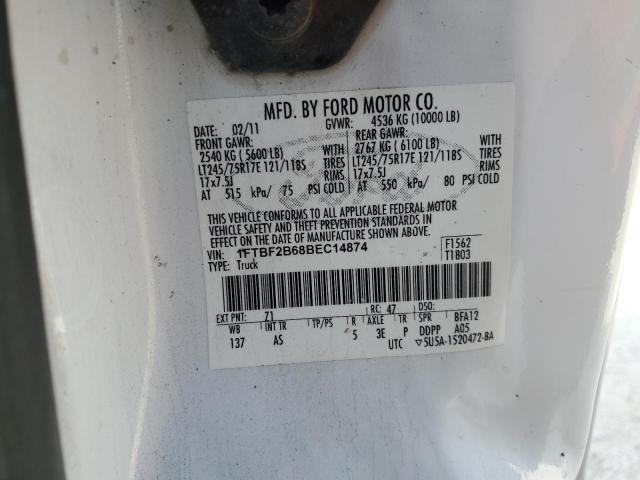 MFD. BY FORD MOTOR CO.
DATE: 02/11 GVWR: 4536 KG (10000 LB)
FRONT GAWR: REAR GAWR:
2540 KG ( 5600 LB) WITH 2767 KG ( 6100 LB) WITH
LT245/75R17E 121/118S TIRES LT245/75R17E 121/118S TIRES
17x7.5J RIMS 17x7.5J RIMS
AT 515 kPa/ 75 PSI COLD AT 550 kPa/ 80 PSI COLD
THIS VEHICLE CONFORMS TO ALL APPLICABLE FEDERAL MOTOR
VEHICLE SAFETY AND THEFT PREVENTION STANDARDS IN
EFFECT ON THE DATE OF MANUFACTURE SHOWN ABOVE.
VIN: 1FTBF2B68BEC14874 F1562
TYPE: Truck T1803
EXT PNT: Z1 RC: 47 DSO:
WB INT TR TP/PS R AXLE TR SPR BFA12
137 AS 5 3E P DDPP A05
UTC ▽5U5A-1520472-BA